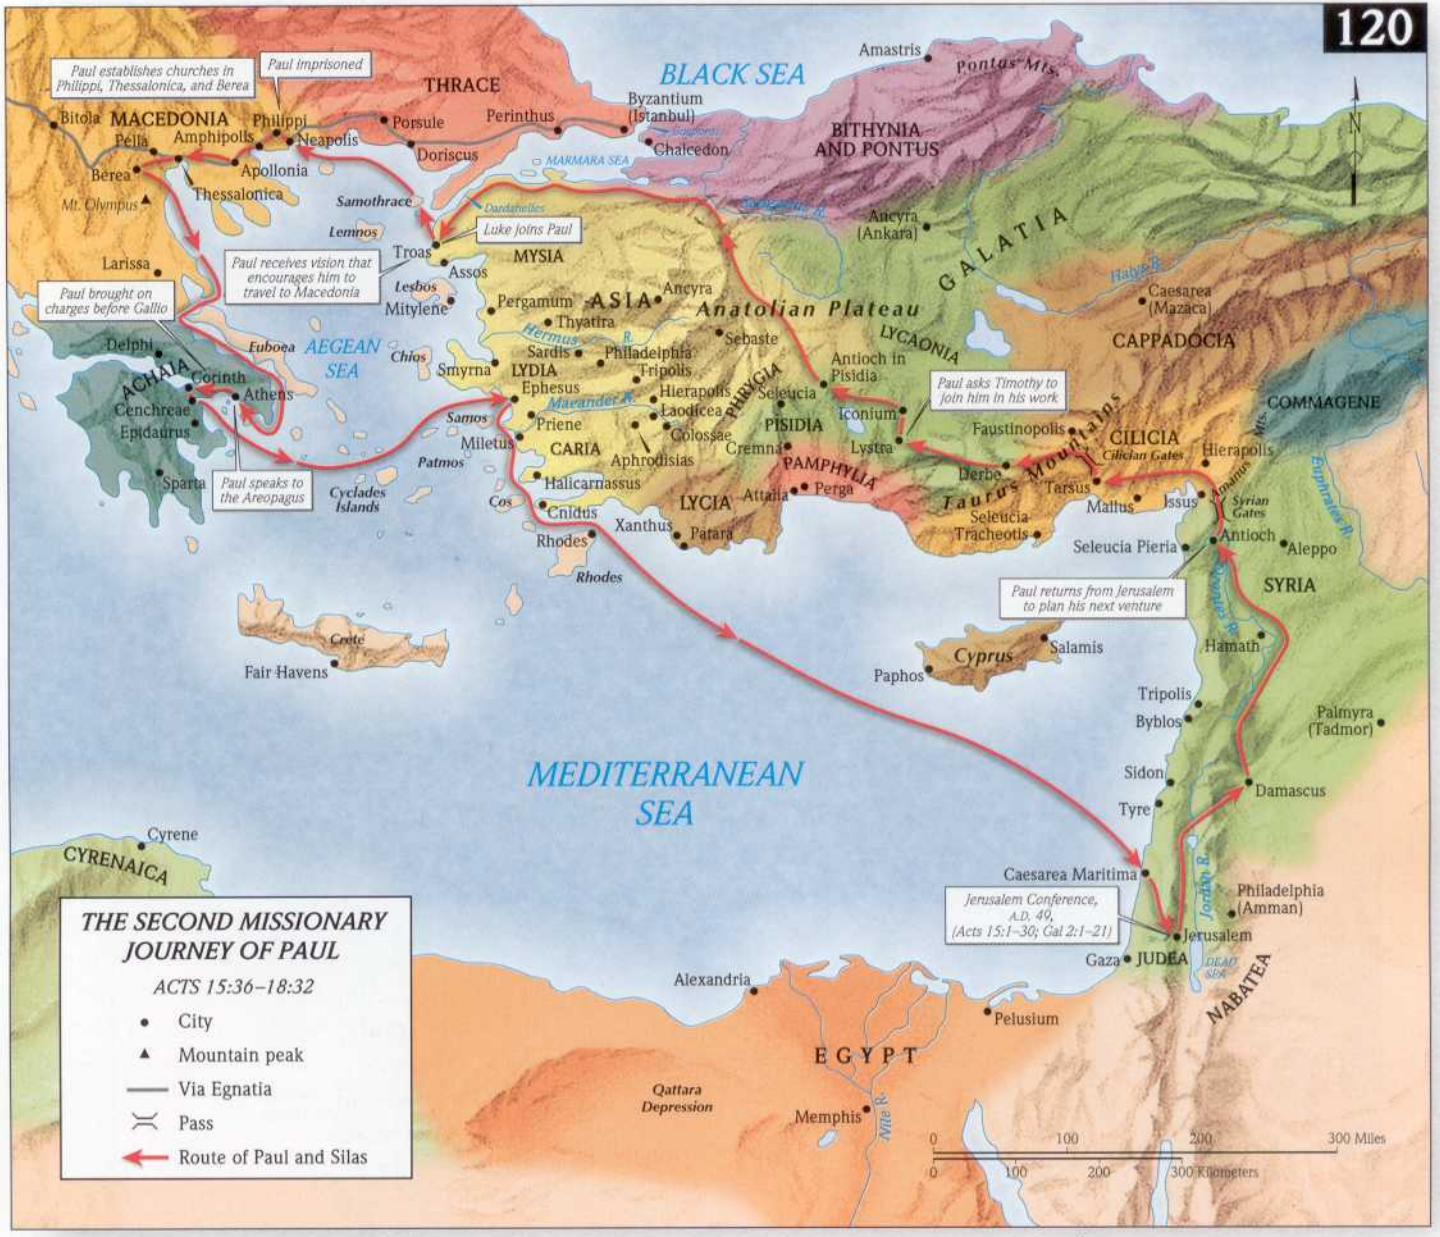 120
BLACK SEA
Amastris
Pontus Mts.
Paul establishes churches in
Philippi, Thessalonica, and Berea
Paul imprisoned
THRACE
Byzantium
(Istanbul)
Bitola
MACEDONIA
Philippi
Porsule
Perinthus
BITHYNIA
AND PONTUS
N
Pella
Amphipolis
Neapolis
Doriscus
Chalcedon
MARMARA SEA
Berea
Apollonia
Thessalonica
Mt. Olympus
Samothrace
Dardanelles
Lemnos
Luke joins Paul
Ancyra
(Ankara)
GALATIA
Troas
MYSIA
Larissa
Paul receives vision that
encourages him to
travel to Macedonia
Assos
Halys R.
Paul brought on
charges before Gallio
Lesbos
Mitylene
Pergamum
ASIA
Ancyra
Anatolian Plateau
Caesarea
(Mazaca)
Thyatira
Hermus
R.
Sebaste
LYCAONIA
CAPPADOCIA
Delphi
Euboea
AEGEAN
SEA
Chios
Sardis
Philadelphia
Smyrna
LYDIA
Tripolis
Antioch in
Pisidia
ACHAIA
Corinth
Athens
Ephesus
Hierapolis
PHRYGIA
Seleucia
Paul asks Timothy to
join him in his work
COMMAGENE
Cenchreae
Maeander R.
Laodicea
Iconium
Epidaurus
Samos
Priene
Colossae
PISIDIA
Faustinopolis
CILICIA
Cilician Gates
Hierapolis
Miletus
CARIA
Aphrodisias
Cremna
Lystra
Patmos
PAMPHYLIA
Derbe
Taurus Mountains
Tarsus
Amanus Mts.
Euphrates R.
Sparta
Paul speaks to
the Areopagus
Cyclades
Islands
Halicarnassus
Attalia
Perga
Mallus
Issus
Syrian
Gates
Cos
Cnidus
LYCIA
Xanthus
Patara
Seleucia
Tracheotis
Rhodes
Seleucia Pieria
Antioch
Aleppo
Rhodes
Paul returns from Jerusalem
to plan his next venture
Orontes R.
SYRIA
Crete
Fair Havens
Cyprus
Salamis
Paphos
Hamath
Tripolis
Byblos
Palmyra
(Tadmor)
MEDITERRANEAN
SEA
Sidon
Tyre
Damascus
Cyrene
CYRENAICA
Caesarea Maritima
Jordan R.
Jerusalem Conference,
A.D. 49,
(Acts 15:1–30; Gal 2:1–21)
Philadelphia
(Amman)
Jerusalem
Gaza
JUDEA
DEAD
SEA
NABATEA
Alexandria
Pelusium
EGYPT
Qattara
Depression
Memphis
Nile R.
THE SECOND MISSIONARY
JOURNEY OF PAUL
ACTS 15:36–18:32
City
Mountain peak
Via Egnatia
Pass
Route of Paul and Silas
0 100 200 300 Miles
0 100 200 300 Kilometers